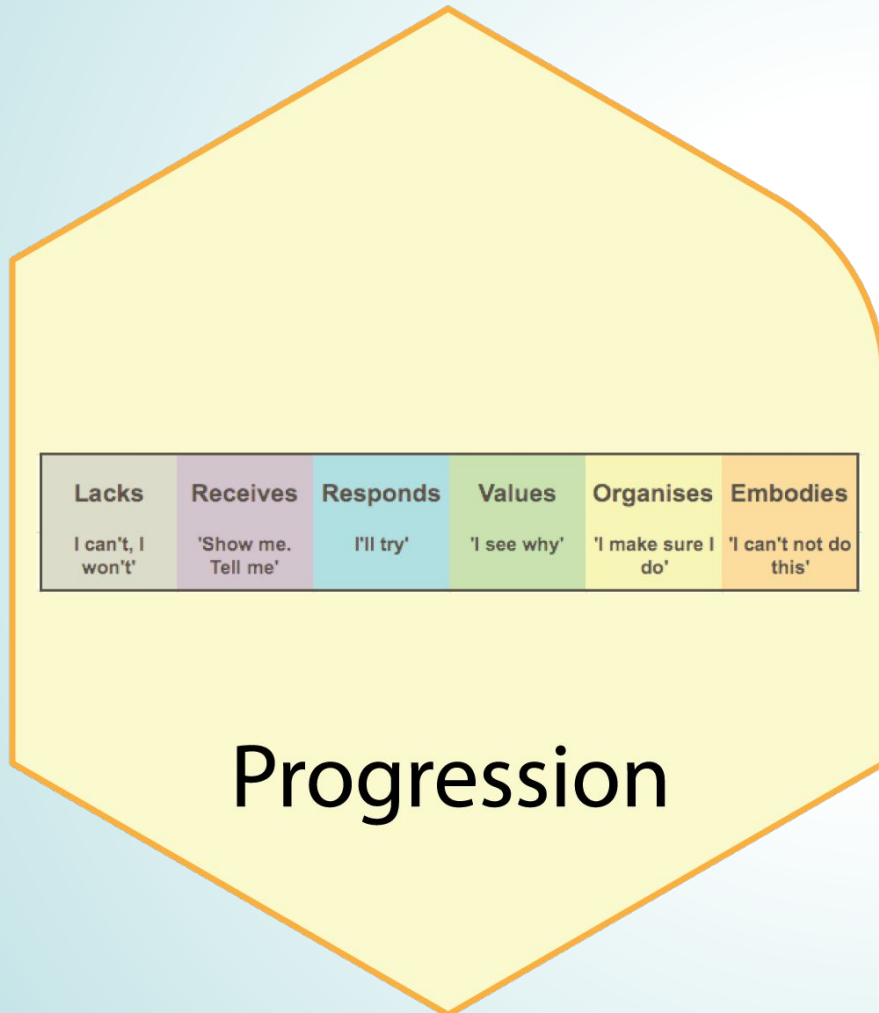 Lacks
Receives
Responds
Values
Organises
Embodies
I can't, I
won't'
'Show me.
Tell me'
I'll try'
'I see why'
'I make sure I
do'
'I can't not do
this'
Progression